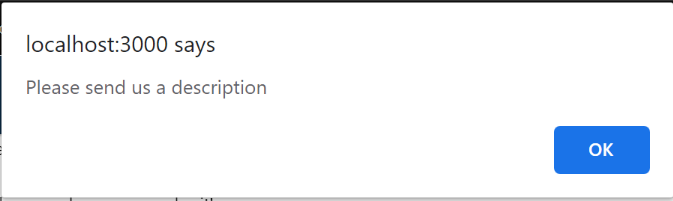 localhost:3000 says
Please send us a description
OK